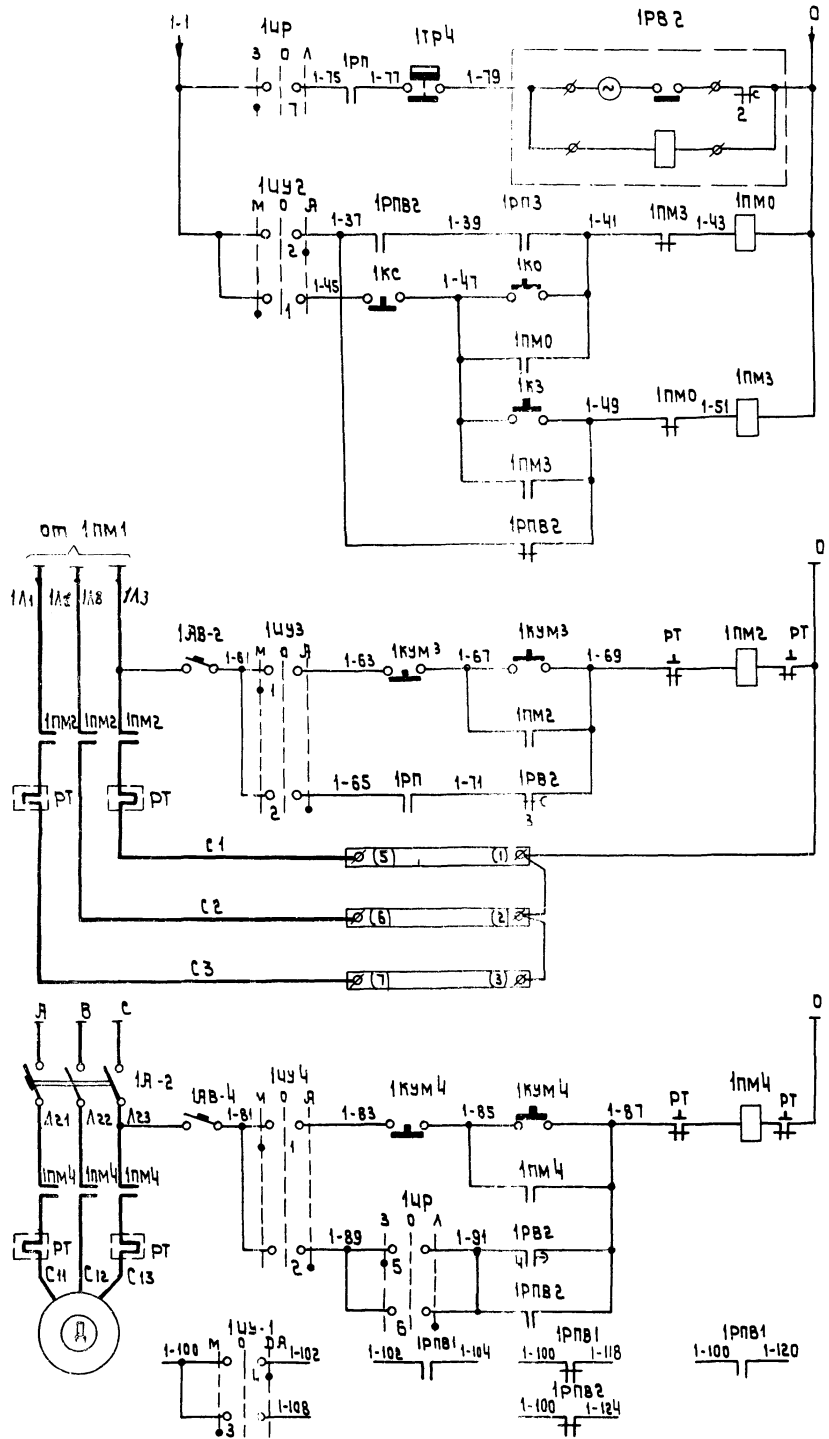 1-1 1ЦР 1РВ2 0
З О Л 1-75 1РП 1-77 1ТР4 1-79
7 ~ 2 С
1ЦУ2
М О А 1-37 1РПВ2 1-39 1РП3 1-41 1ПМ3 1-43 1ПМО
2
1-45 1КС 1-47 1КО
1
1ПМО
1КЗ 1-49 1ПМО 1-51 1ПМ3
1ПМ3
1РПВ2
от 1ПМ1 0
1Л1 1Л8 1Л3
1АВ-2 1-61 1ЦУ3 М О А 1-63 1КУМ3 1-67 1КУМ3 1-69 РТ 1ПМ2 РТ
1
1ПМ2 1ПМ2 1ПМ2 1ПМ2
1-65 1РП 1-71 1РВ2
РТ РТ 2 С
3
С1 (5) (1)
С2 (6) (2)
С3 (7) (3)
А В С 0
1А-2 1АВ-4 1-81 1ЦУ4 М О А 1-83 1КУМ4 1-85 1КУМ4 1-87 РТ 1ПМ4 РТ
Л21 Л22 Л23 1
1ПМ4 1ПМ4 1ПМ4 1ПМ4
1ЦР
З О Л
РТ РТ 1-89 1-91 1РВ2
2 5 4
С11 С12 С13 1РПВ2
6
Д
1ЦУ-1 1РПВ1 1РПВ1 1РПВ1
1-100 М О ДА 1-102 1-102 1-104 1-100 1-118 1-100 1-120
1РПВ2
3 1-108 1-100 1-124